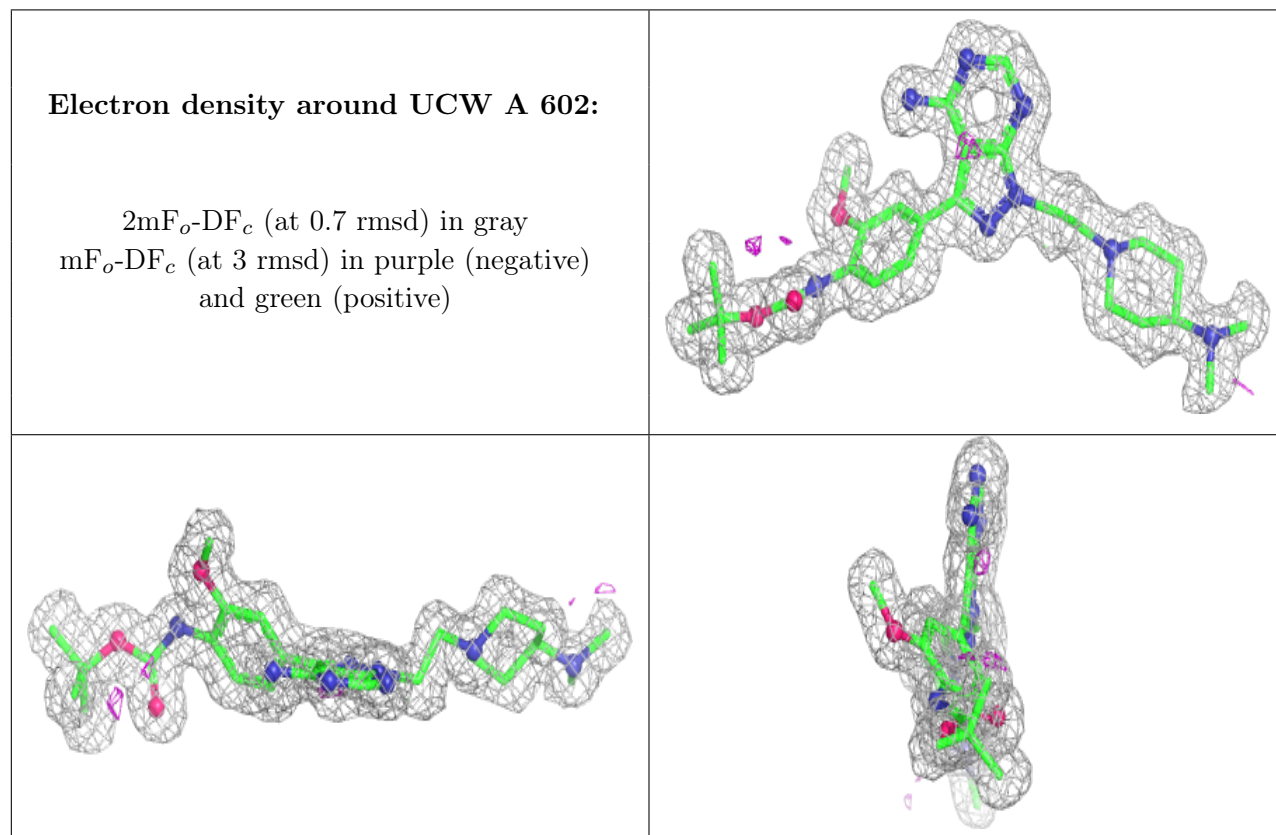 Electron density around UCW A 602:
2mFo-DFc (at 0.7 rmsd) in gray
mFo-DFc (at 3 rmsd) in purple (negative)
and green (positive)